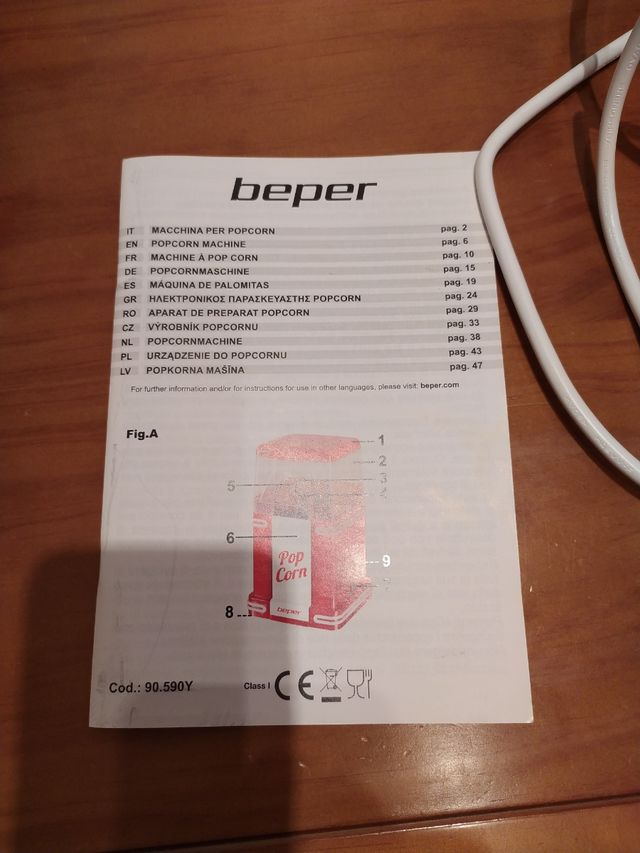 beper
IT MACCHINA PER POPCORN pag. 2
EN POPCORN MACHINE pag. 6
FR MACHINE À POP CORN pag. 10
DE POPCORNMASCHINE pag. 15
ES MÁQUINA DE PALOMITAS pag. 19
GR ΗΛΕΚΤΡΟΝΙΚΟΣ ΠΑΡΑΣΚΕΥΑΣΤΗΣ POPCORN pag. 24
RO APARAT DE PREPARAT POPCORN pag. 29
CZ VÝROBNÍK POPCORNU pag. 33
NL POPCORNMACHINE pag. 38
PL URZĄDZENIE DO POPCORNU pag. 43
LV POPKORNA MAŠĪNA pag. 47
For further information and/or for instructions for use in other languages, please visit: beper.com
Fig.A
1
2
3
5
6
Pop
Corn
9
7
8
beper
Cod.: 90.590Y Class I CE